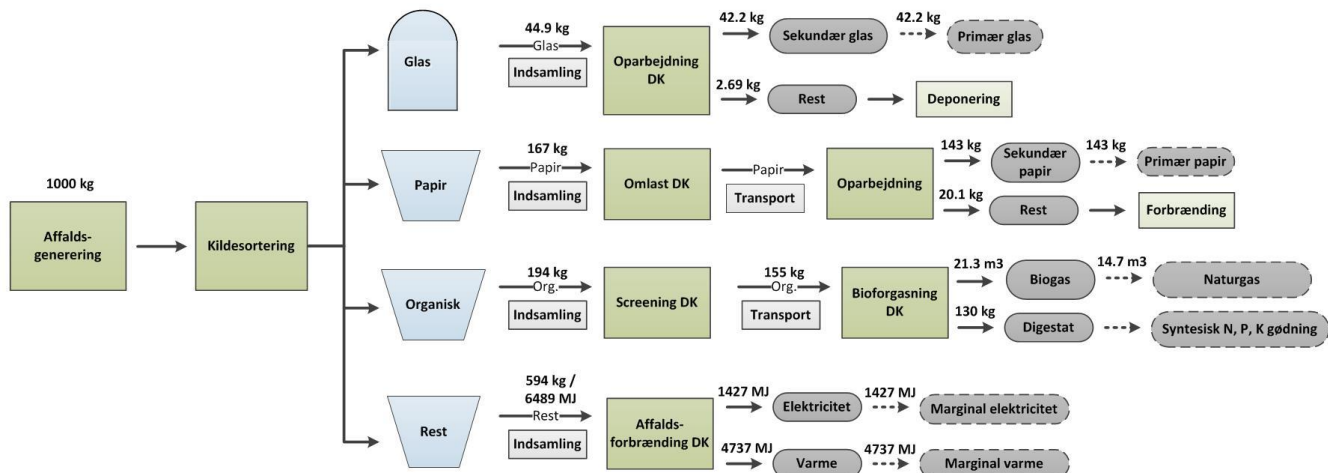 1000 kg
Affalds-
generering
Kildesortering
Glas
44.9 kg
Glas
Indsamling
Oparbejdning
DK
42.2 kg
Sekundær glas
42.2 kg
Primær glas
2.69 kg
Rest
Deponering
Papir
167 kg
Papir
Indsamling
Omlast DK
Papir
Transport
Oparbejdning
143 kg
Sekundær
papir
143 kg
Primær papir
20.1 kg
Rest
Forbrænding
Organisk
194 kg
Org.
Indsamling
Screening DK
155 kg
Org.
Transport
Bioforgasning
DK
21.3 m3
Biogas
14.7 m3
Naturgas
130 kg
Digestat
Syntesisk N, P, K gødning
Rest
594 kg /
6489 MJ
Rest
Indsamling
Affalds-
forbrænding DK
1427 MJ
Elektricitet
1427 MJ
Marginal elektricitet
4737 MJ
Varme
4737 MJ
Marginal varme